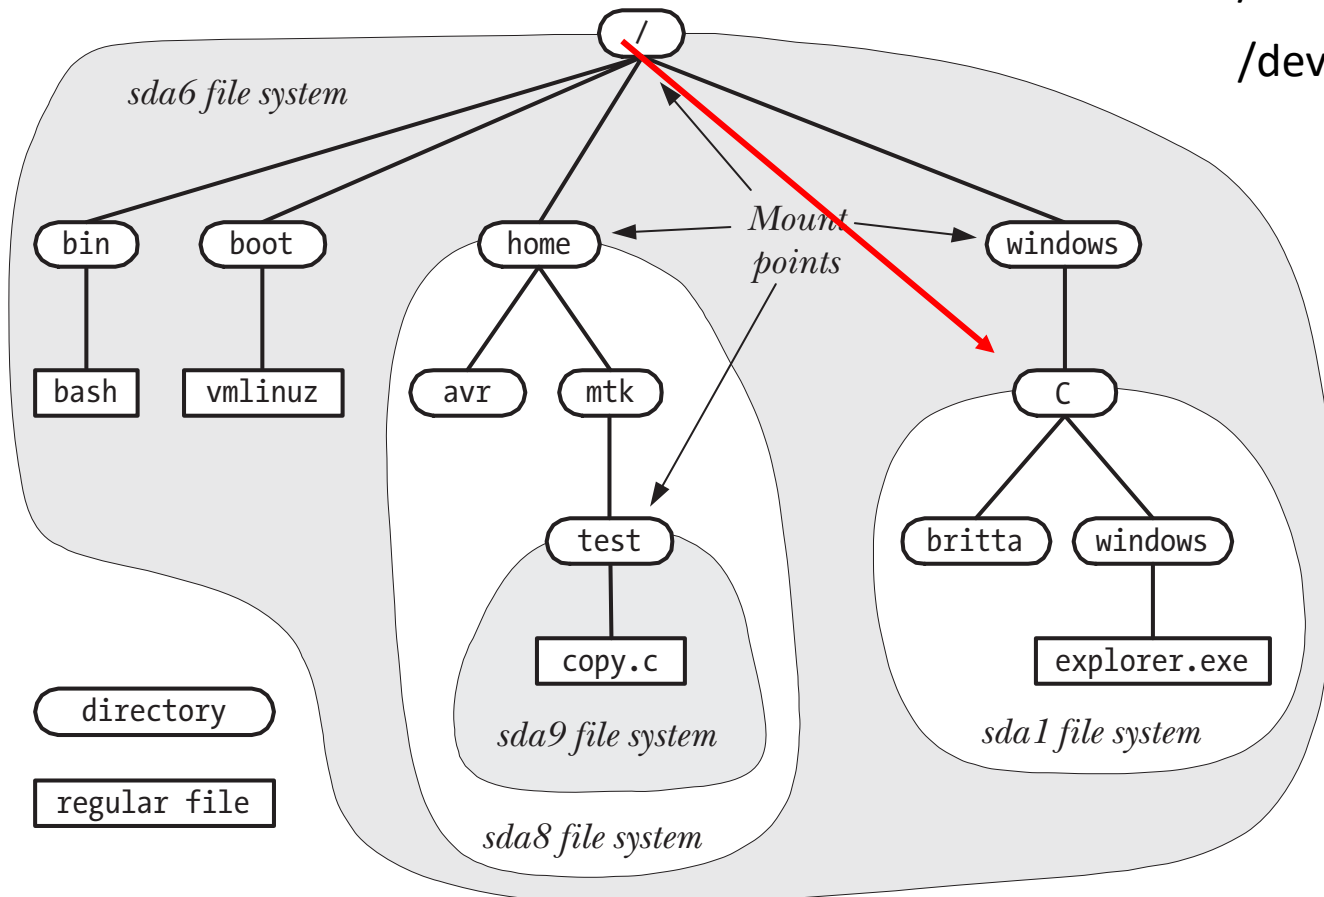 /
/dev
sda6 file system
bin
boot
home
Mount
points
windows
bash
vmlinuz
avr
mtk
C
test
britta
windows
copy.c
explorer.exe
sda9 file system
sda1 file system
directory
regular file
sda8 file system